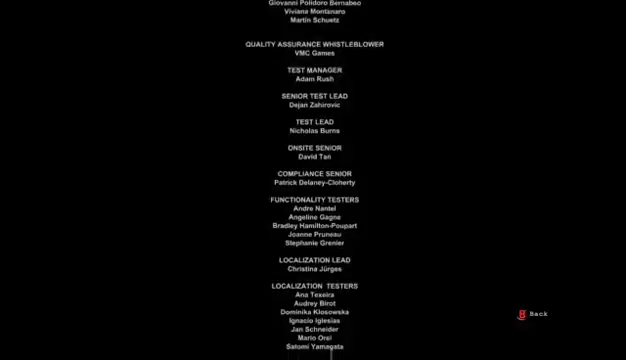 Giovanni Polidoro Bernabeo
Viviana Montanaro
Martin Schuetz
QUALITY ASSURANCE WHISTLEBLOWER
VMC Games
TEST MANAGER
Adam Rush
SENIOR TEST LEAD
Dejan Zahirovic
TEST LEAD
Nicholas Burns
ONSITE SENIOR
David Tan
COMPLIANCE SENIOR
Patrick Delaney-Cloherty
FUNCTIONALITY TESTERS
Andre Nantel
Angeline Gagne
Bradley Hamilton-Poupart
Joanne Pruneau
Stephanie Grenier
LOCALIZATION LEAD
Christina Jürges
LOCALIZATION TESTERS
Ana Texeira
Audrey Birot
Dominika Klosowska
Ignacio Iglesias
Jan Schneider
Mario Orei
Satomi Yamagata
Back